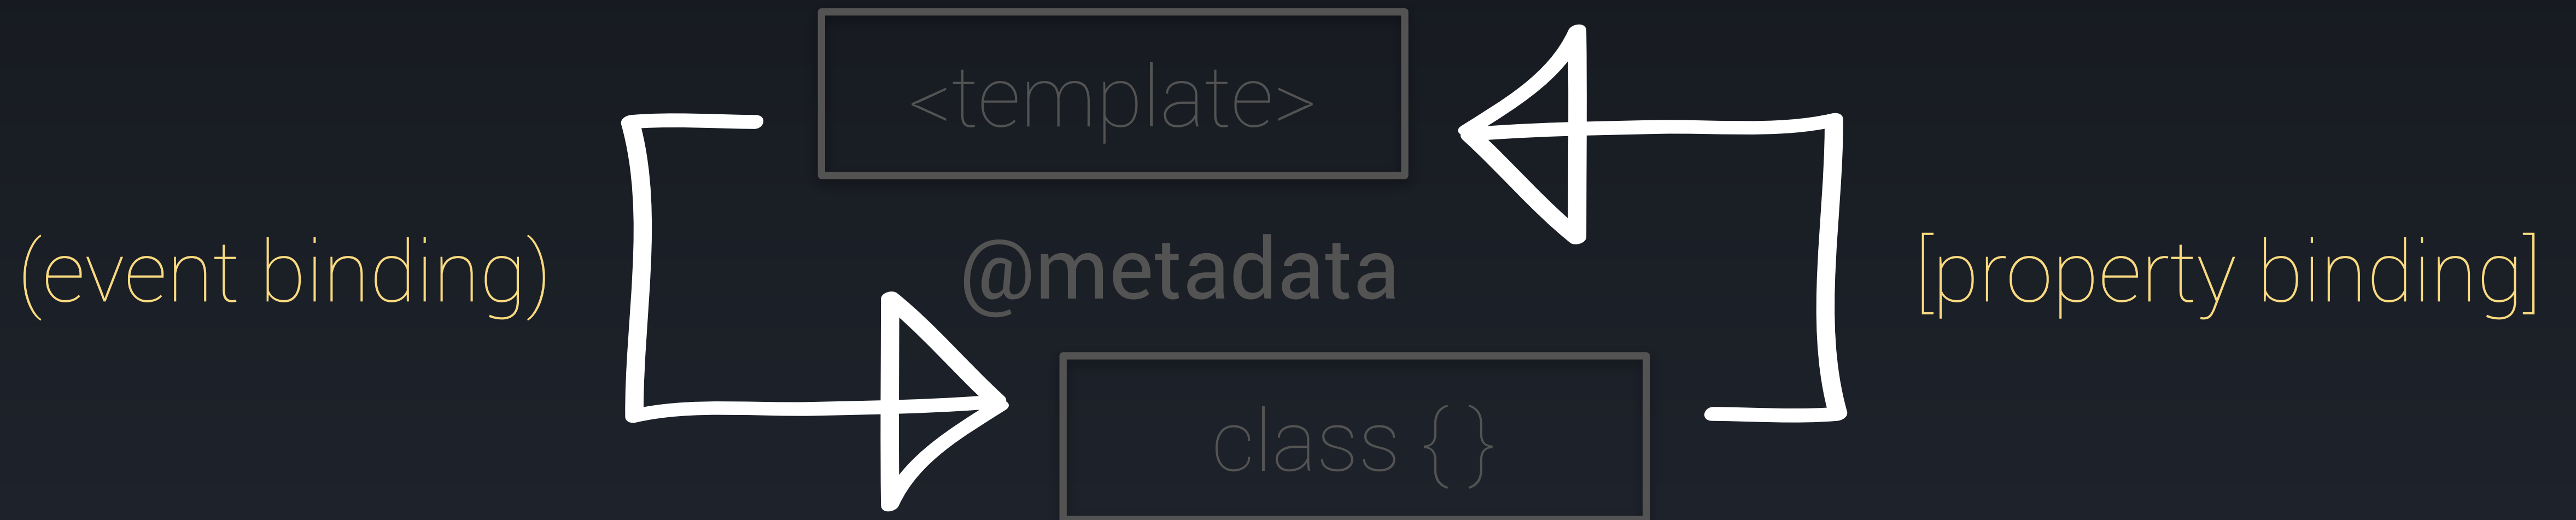 <template>
(event binding)
@metadata
[property binding]
class { }